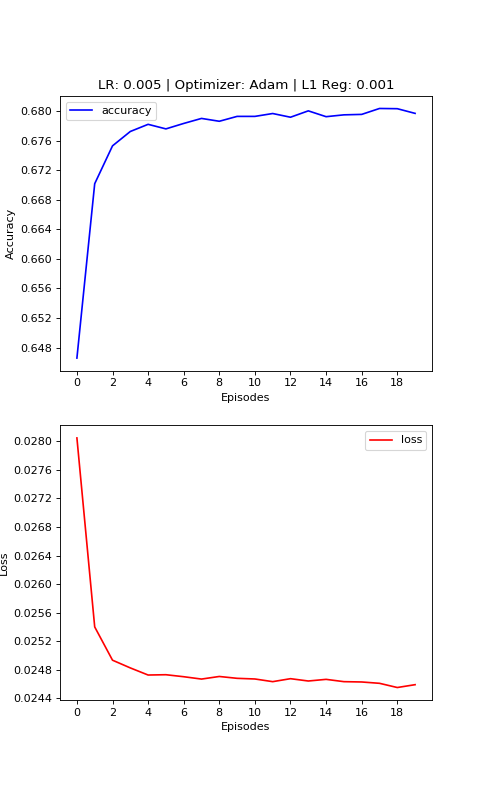 LR: 0.005 | Optimizer: Adam | L1 Reg: 0.001
accuracy
0.680
0.676
0.672
0.668
0.664
0.660
0.656
0.652
0.648
Accuracy
0 2 4 6 8 10 12 14 16 18
Episodes
loss
0.0280
0.0276
0.0272
0.0268
0.0264
0.0260
0.0256
0.0252
0.0248
0.0244
Loss
0 2 4 6 8 10 12 14 16 18
Episodes